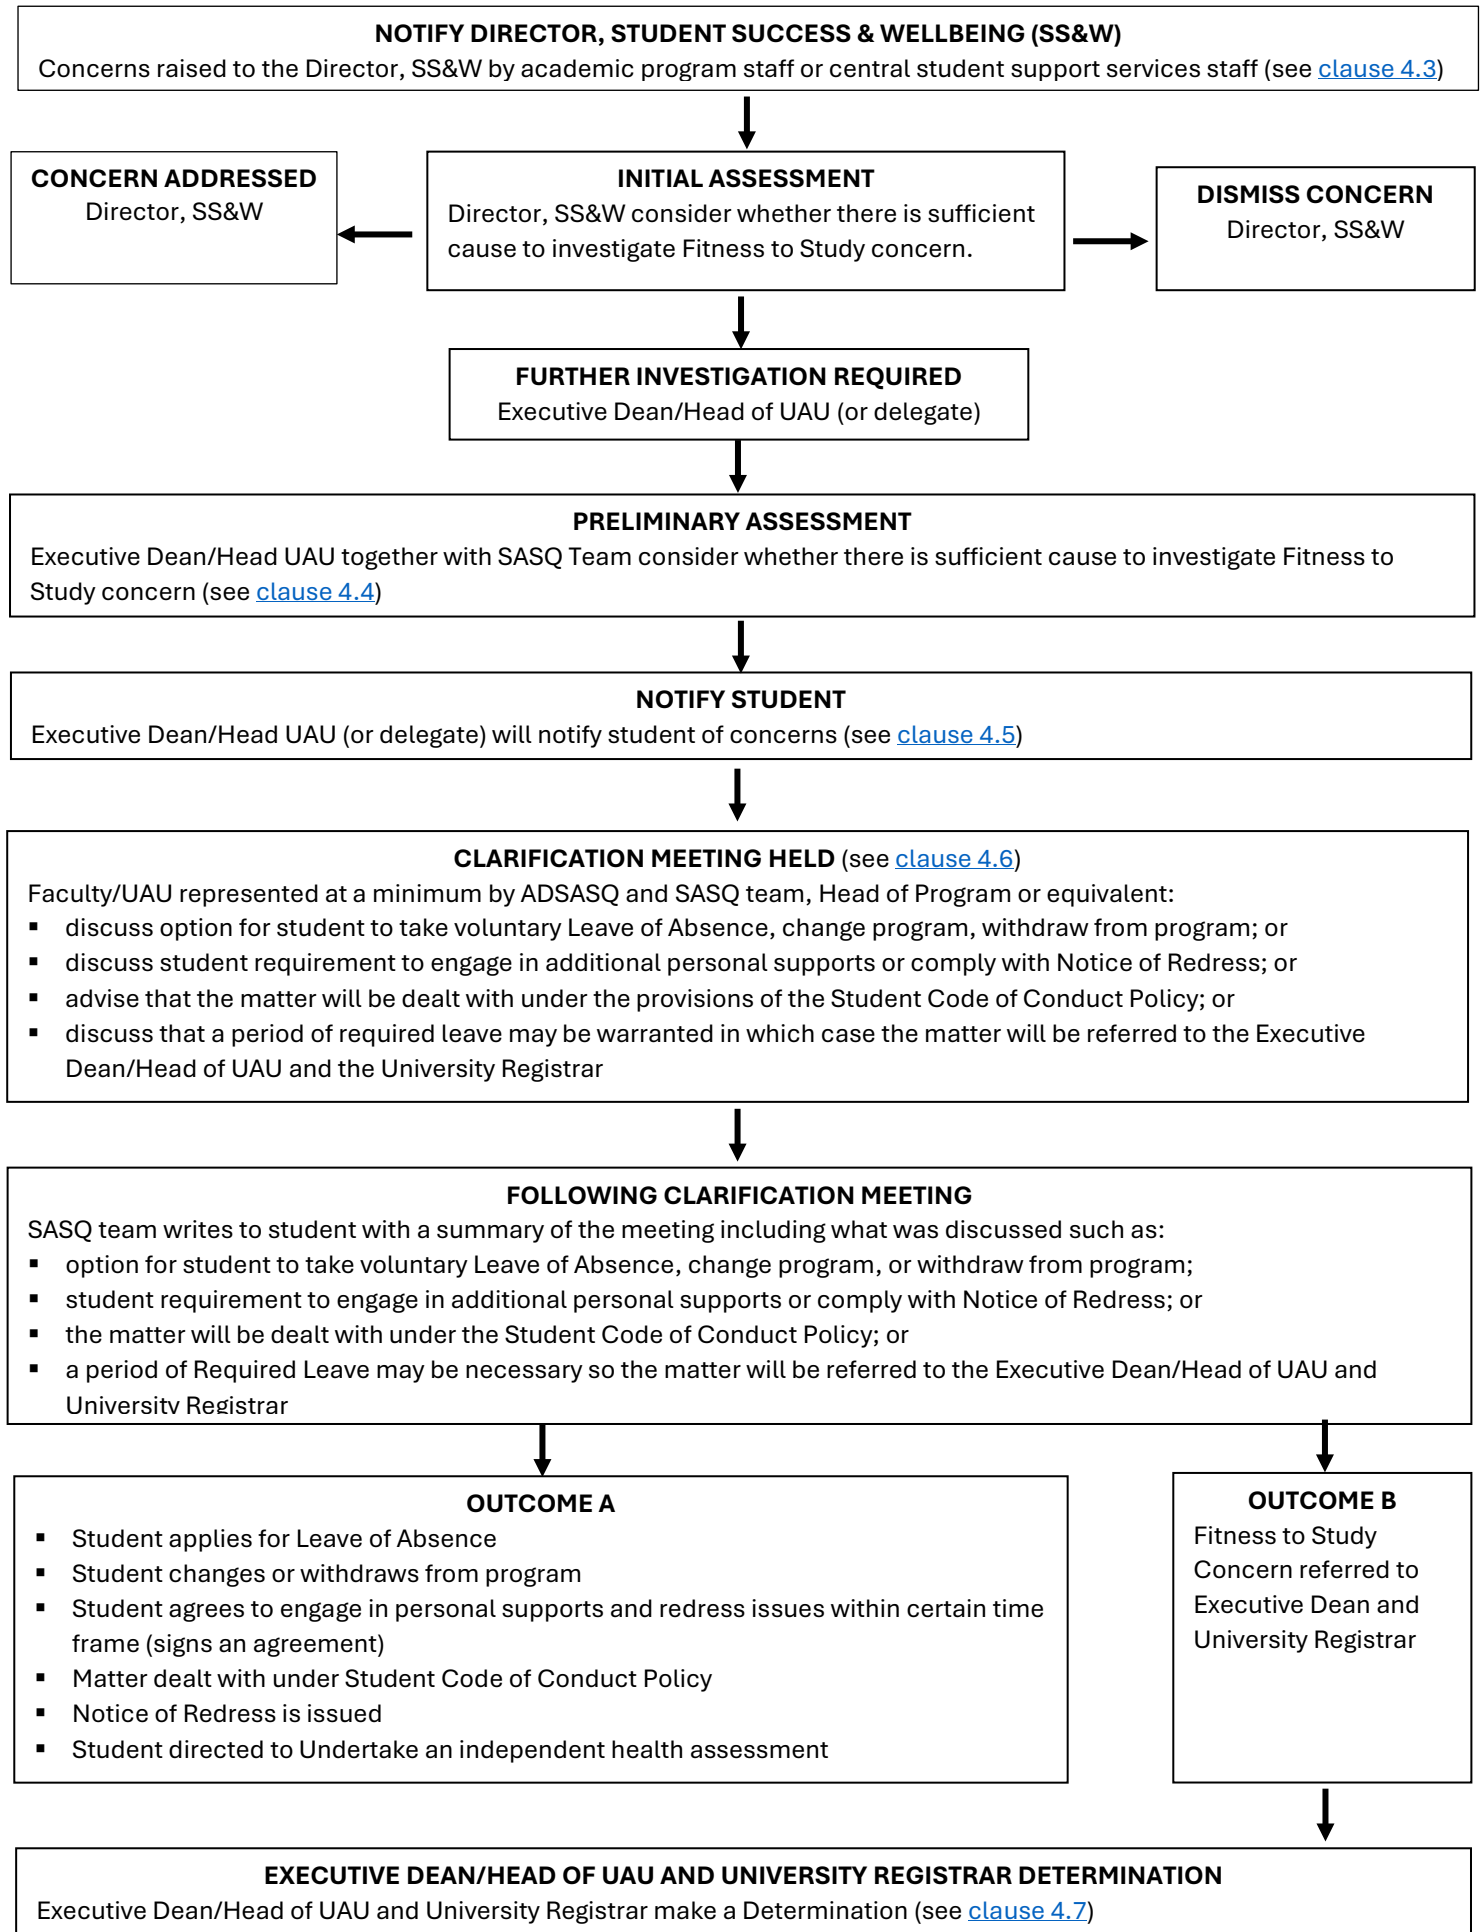 NOTIFY DIRECTOR, STUDENT SUCCESS & WELLBEING (SS&W)
Concerns raised to the Director, SS&W by academic program staff or central student support services staff (see clause 4.3)
CONCERN ADDRESSED
Director, SS&W
INITIAL ASSESSMENT
Director, SS&W consider whether there is sufficient
cause to investigate Fitness to Study concern.
DISMISS CONCERN
Director, SS&W
FURTHER INVESTIGATION REQUIRED
Executive Dean/Head of UAU (or delegate)
PRELIMINARY ASSESSMENT
Executive Dean/Head UAU together with SASQ Team consider whether there is sufficient cause to investigate Fitness to
Study concern (see clause 4.4)
NOTIFY STUDENT
Executive Dean/Head UAU (or delegate) will notify student of concerns (see clause 4.5)
CLARIFICATION MEETING HELD (see clause 4.6)
Faculty/UAU represented at a minimum by ADSASQ and SASQ team, Head of Program or equivalent:
▪ discuss option for student to take voluntary Leave of Absence, change program, withdraw from program; or
▪ discuss student requirement to engage in additional personal supports or comply with Notice of Redress; or
▪ advise that the matter will be dealt with under the provisions of the Student Code of Conduct Policy; or
▪ discuss that a period of required leave may be warranted in which case the matter will be referred to the Executive
Dean/Head of UAU and the University Registrar
FOLLOWING CLARIFICATION MEETING
SASQ team writes to student with a summary of the meeting including what was discussed such as:
▪ option for student to take voluntary Leave of Absence, change program, or withdraw from program;
▪ student requirement to engage in additional personal supports or comply with Notice of Redress; or
▪ the matter will be dealt with under the Student Code of Conduct Policy; or
▪ a period of Required Leave may be necessary so the matter will be referred to the Executive Dean/Head of UAU and
University Registrar
OUTCOME A
▪ Student applies for Leave of Absence
▪ Student changes or withdraws from program
▪ Student agrees to engage in personal supports and redress issues within certain time
frame (signs an agreement)
▪ Matter dealt with under Student Code of Conduct Policy
▪ Notice of Redress is issued
▪ Student directed to Undertake an independent health assessment
OUTCOME B
Fitness to Study
Concern referred to
Executive Dean and
University Registrar
EXECUTIVE DEAN/HEAD OF UAU AND UNIVERSITY REGISTRAR DETERMINATION
Executive Dean/Head of UAU and University Registrar make a Determination (see clause 4.7)